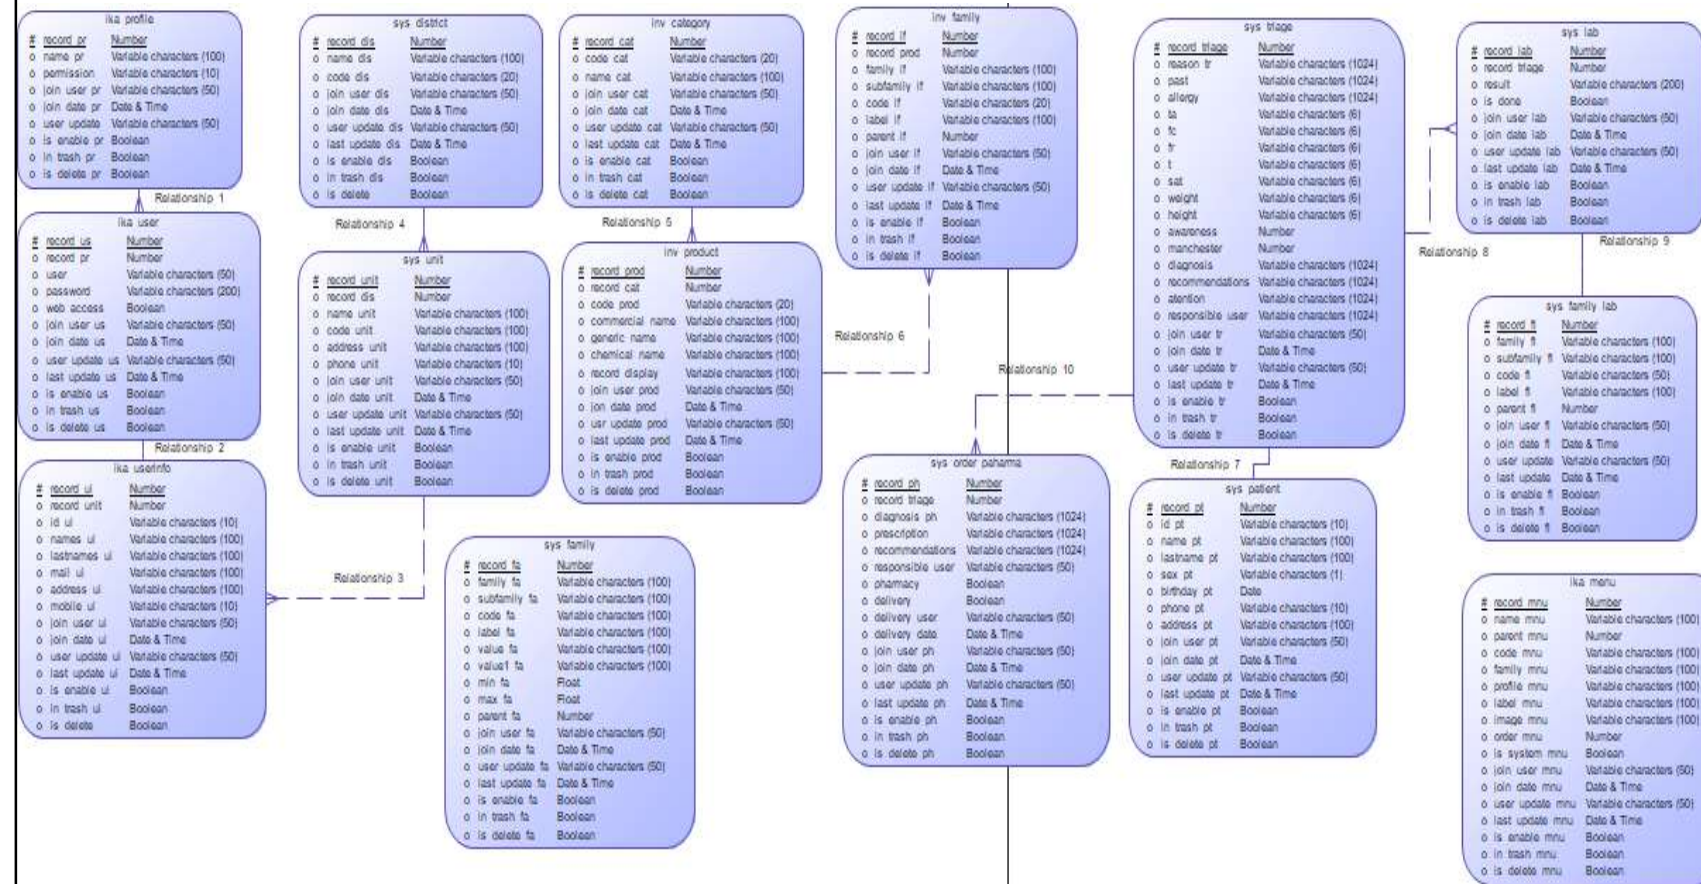 ika profile
# record pr Number
o name pr Variable characters (100)
o permission Variable characters (10)
o join user pr Variable characters (50)
o join date pr Date & Time
o user update Variable characters (50)
o is enable pr Boolean
o in trash pr Boolean
o is delete pr Boolean
Relationship 1
ika user
# record us Number
o record pr Number
o user Variable characters (50)
o password Variable characters (200)
o web access Boolean
o join user us Variable characters (50)
o join date us Date & Time
o user update us Variable characters (50)
o last update us Date & Time
o is enable us Boolean
o in trash us Boolean
o is delete us Boolean
Relationship 2
ika userinfo
# record ui Number
o record unit Number
o id ui Variable characters (10)
o names ui Variable characters (100)
o lastnames ui Variable characters (100)
o mail ui Variable characters (100)
o address ui Variable characters (100)
o mobile ui Variable characters (10)
o join user ui Variable characters (50)
o join date ui Date & Time
o user update ui Variable characters (50)
o last update ui Date & Time
o is enable ui Boolean
o in trash ui Boolean
o is delete Boolean
sys district
# record dis Number
o name dis Variable characters (100)
o code dis Variable characters (20)
o join user dis Variable characters (50)
o join date dis Date & Time
o user update dis Variable characters (50)
o last update dis Date & Time
o is enable dis Boolean
o in trash dis Boolean
o is delete Boolean
Relationship 4
sys unit
# record unit Number
o record dis Number
o name unit Variable characters (100)
o code unit Variable characters (100)
o address unit Variable characters (100)
o phone unit Variable characters (10)
o join user unit Variable characters (50)
o join date unit Date & Time
o user update unit Variable characters (50)
o last update unit Date & Time
o is enable unit Boolean
o in trash unit Boolean
o is delete unit Boolean
Relationship 3
inv category
# record cat Number
o code cat Variable characters (20)
o name cat Variable characters (100)
o join user cat Variable characters (50)
o join date cat Date & Time
o user update cat Variable characters (50)
o last update cat Date & Time
o is enable cat Boolean
o in trash cat Boolean
o is delete cat Boolean
Relationship 5
inv product
# record prod Number
o record cat Number
o code prod Variable characters (20)
o commercial name Variable characters (100)
o generic name Variable characters (100)
o chemical name Variable characters (100)
o record display Variable characters (100)
o join user prod Variable characters (50)
o jon date prod Date & Time
o usr update prod Variable characters (50)
o last update prod Date & Time
o is enable prod Boolean
o in trash prod Boolean
o is delete prod Boolean
sys family
# record fa Number
o family fa Variable characters (100)
o subfamily fa Variable characters (100)
o code fa Variable characters (100)
o label fa Variable characters (100)
o value fa Variable characters (100)
o value1 fa Variable characters (100)
o min fa Float
o max fa Float
o parent fa Number
o join user fa Variable characters (50)
o join date fa Date & Time
o user update fa Variable characters (50)
o last update fa Date & Time
o is enable fa Boolean
o in trash fa Boolean
o is delete fa Boolean
inv family
# record if Number
o record prod Number
o family if Variable characters (100)
o subfamily if Variable characters (100)
o code if Variable characters (20)
o label if Variable characters (100)
o parent if Number
o join user if Variable characters (50)
o join date if Date & Time
o user update if Variable characters (50)
o last update if Date & Time
o is enable if Boolean
o in trash if Boolean
o is delete if Boolean
Relationship 6
Relationship 10
sys order paharma
# record ph Number
o record triage Number
o diagnosis ph Variable characters (1024)
o prescription Variable characters (1024)
o recommendations Variable characters (1024)
o responsible user Variable characters (50)
o pharmacy Boolean
o delivery Boolean
o delivery user Variable characters (50)
o delivery date Date & Time
o join user ph Variable characters (50)
o join date ph Date & Time
o user update ph Variable characters (50)
o last update ph Date & Time
o is enable ph Boolean
o in trash ph Boolean
o is delete ph Boolean
sys triage
# record triage Number
o reason tr Variable characters (1024)
o past Variable characters (1024)
o allergy Variable characters (1024)
o ta Variable characters (6)
o fc Variable characters (6)
o fr Variable characters (6)
o t Variable characters (6)
o sat Variable characters (6)
o weight Variable characters (6)
o height Variable characters (6)
o awareness Number
o manchester Number
o diagnosis Variable characters (1024)
o recommendations Variable characters (1024)
o atention Variable characters (1024)
o responsible user Variable characters (1024)
o join user tr Variable characters (50)
o join date tr Date & Time
o user update tr Variable characters (50)
o last update tr Date & Time
o is enable tr Boolean
o in trash tr Boolean
o is delete tr Boolean
Relationship 7
sys patient
# record pt Number
o id pt Variable characters (10)
o name pt Variable characters (100)
o lastname pt Variable characters (100)
o sex pt Variable characters (1)
o birthday pt Date
o phone pt Variable characters (10)
o address pt Variable characters (100)
o join user pt Variable characters (50)
o join date pt Date & Time
o user update pt Variable characters (50)
o last update pt Date & Time
o is enable pt Boolean
o in trash pt Boolean
o is delete pt Boolean
Relationship 8
sys lab
# record lab Number
o record triage Number
o result Variable characters (200)
o is done Boolean
o join user lab Variable characters (50)
o join date lab Date & Time
o user update lab Variable characters (50)
o last update lab Date & Time
o is enable lab Boolean
o in trash lab Boolean
o is delete lab Boolean
Relationship 9
sys family lab
# record fl Number
o family fl Variable characters (100)
o subfamily fl Variable characters (100)
o code fl Variable characters (50)
o label fl Variable characters (100)
o parent fl Number
o join user fl Variable characters (50)
o join date fl Date & Time
o user update Variable characters (50)
o last update Date & Time
o is enable fl Boolean
o in trash fl Boolean
o is delete fl Boolean
ika menu
# record mnu Number
o name mnu Variable characters (100)
o parent mnu Number
o code mnu Variable characters (100)
o family mnu Variable characters (100)
o profile mnu Variable characters (100)
o label mnu Variable characters (100)
o image mnu Variable characters (100)
o order mnu Number
o is system mnu Boolean
o join user mnu Variable characters (50)
o join date mnu Date & Time
o user update mnu Variable characters (50)
o last update mnu Date & Time
o is enable mnu Boolean
o in trash mnu Boolean
o is delete mnu Boolean